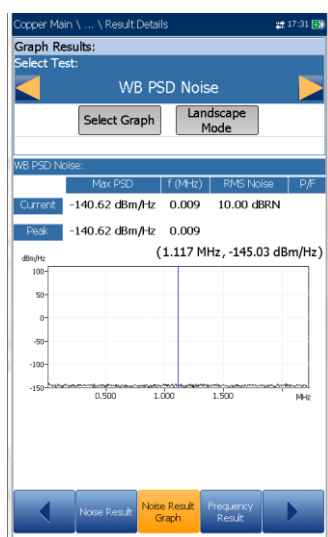 Copper Main \ ... \ Result Details 17:31
Graph Results:
Select Test:
WB PSD Noise
Select Graph
Landscape
Mode
WB PSD Noise:
Max PSD f (MHz) RMS Noise P/F
Current -140.62 dBm/Hz 0.009 10.00 dBRN
Peak -140.62 dBm/Hz 0.009
(1.117 MHz, -145.03 dBm/Hz)
dBm/Hz
100
50
0
-50
-100
-150
0.500 1.000 1.500 MHz
Noise Result
Noise Result
Graph
Frequency
Result